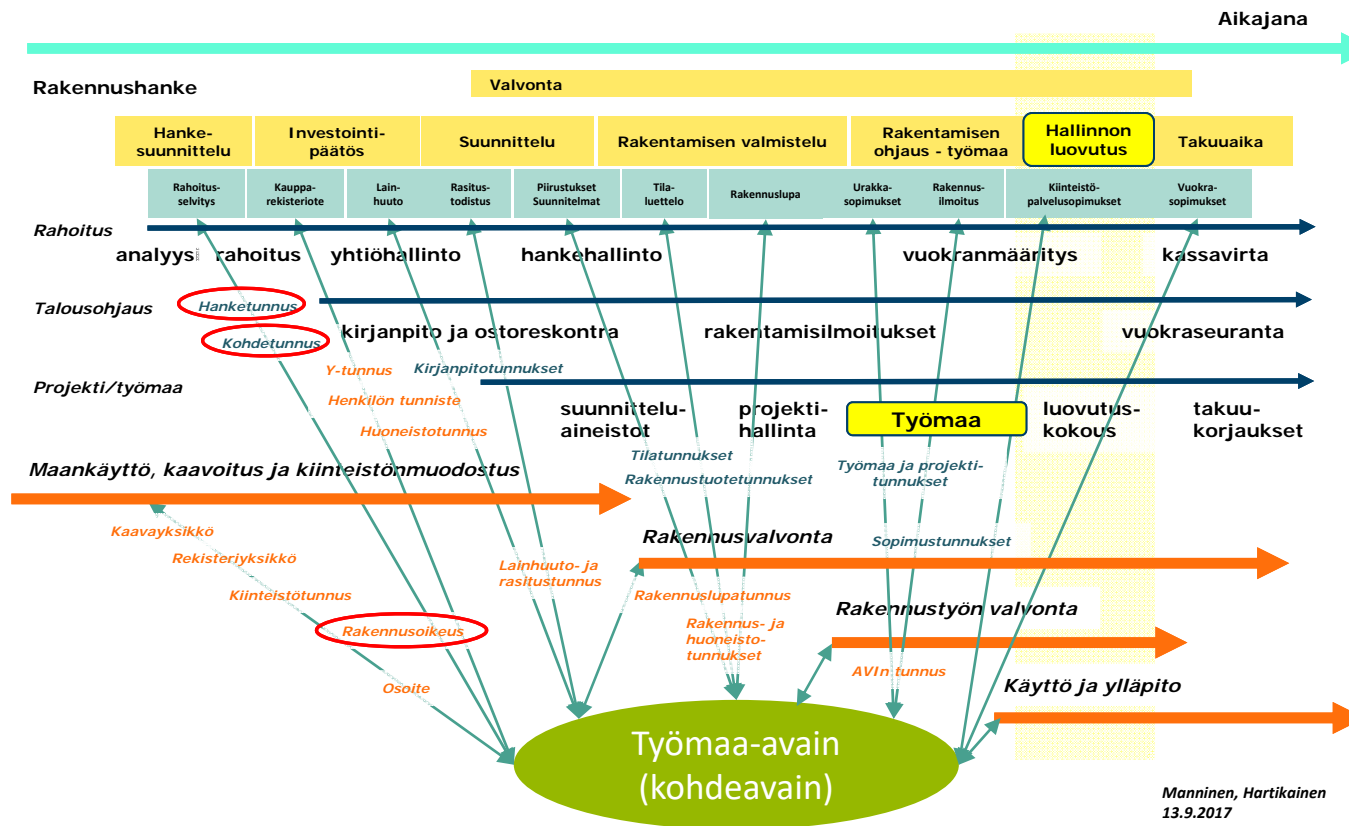 Aikajana
Rakennushanke
Valvonta
Hanke-
suunnittelu
Investointi-
päätös
Suunnittelu
Rakentamisen valmistelu
Rakentamisen
ohjaus - työmaa
Hallinnon
luovutus
Takuuaika
Rahoitus-
selvitys
Kauppa-
rekisteriote
Lain-
huuto
Rasitus-
todistus
Piirustukset
Suunnitelmat
Tila-
luettelo
Rakennuslupa
Urakka-
sopimukset
Rakennus-
ilmoitus
Kiinteistö-
palvelusopimukset
Vuokra-
sopimukset
Rahoitus
analyysi rahoitus yhtiöhallinto hankehallinto vuokranmääritys kassavirta
Talousohjaus
Hanketunnus
Kohdetunnus
kirjanpito ja ostoreskontra rakentamisilmoitukset vuokraseuranta
Y-tunnus
Kirjanpitotunnukset
Projekti/työmaa
Henkilön tunniste
Huoneistotunnus
suunnittelu-
aineistot
projekti-
hallinta
Työmaa
luovutus-
kokous
takuu-
korjaukset
Tilatunnukset
Rakennustuotetunnukset
Työmaa ja projekti-
tunnukset
Maankäyttö, kaavoitus ja kiinteistönmuodostus
Kaavayksikkö
Rekisteriyksikkö
Kiinteistötunnus
Rakennusoikeus
Osoite
Rakennusvalvonta
Sopimustunnukset
Lainhuuto- ja
rasitustunnus
Rakennuslupatunnus
Rakennus- ja
huoneisto-
tunnukset
Rakennustyön valvonta
AVIn tunnus
Käyttö ja ylläpito
Työmaa-avain
(kohdeavain)
Manninen, Hartikainen
13.9.2017